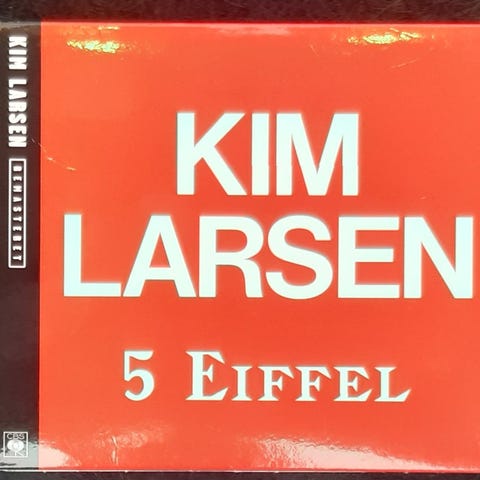 KIM LARSEN REMASTERET
KIM
LARSEN
5 EIFFEL
CBS